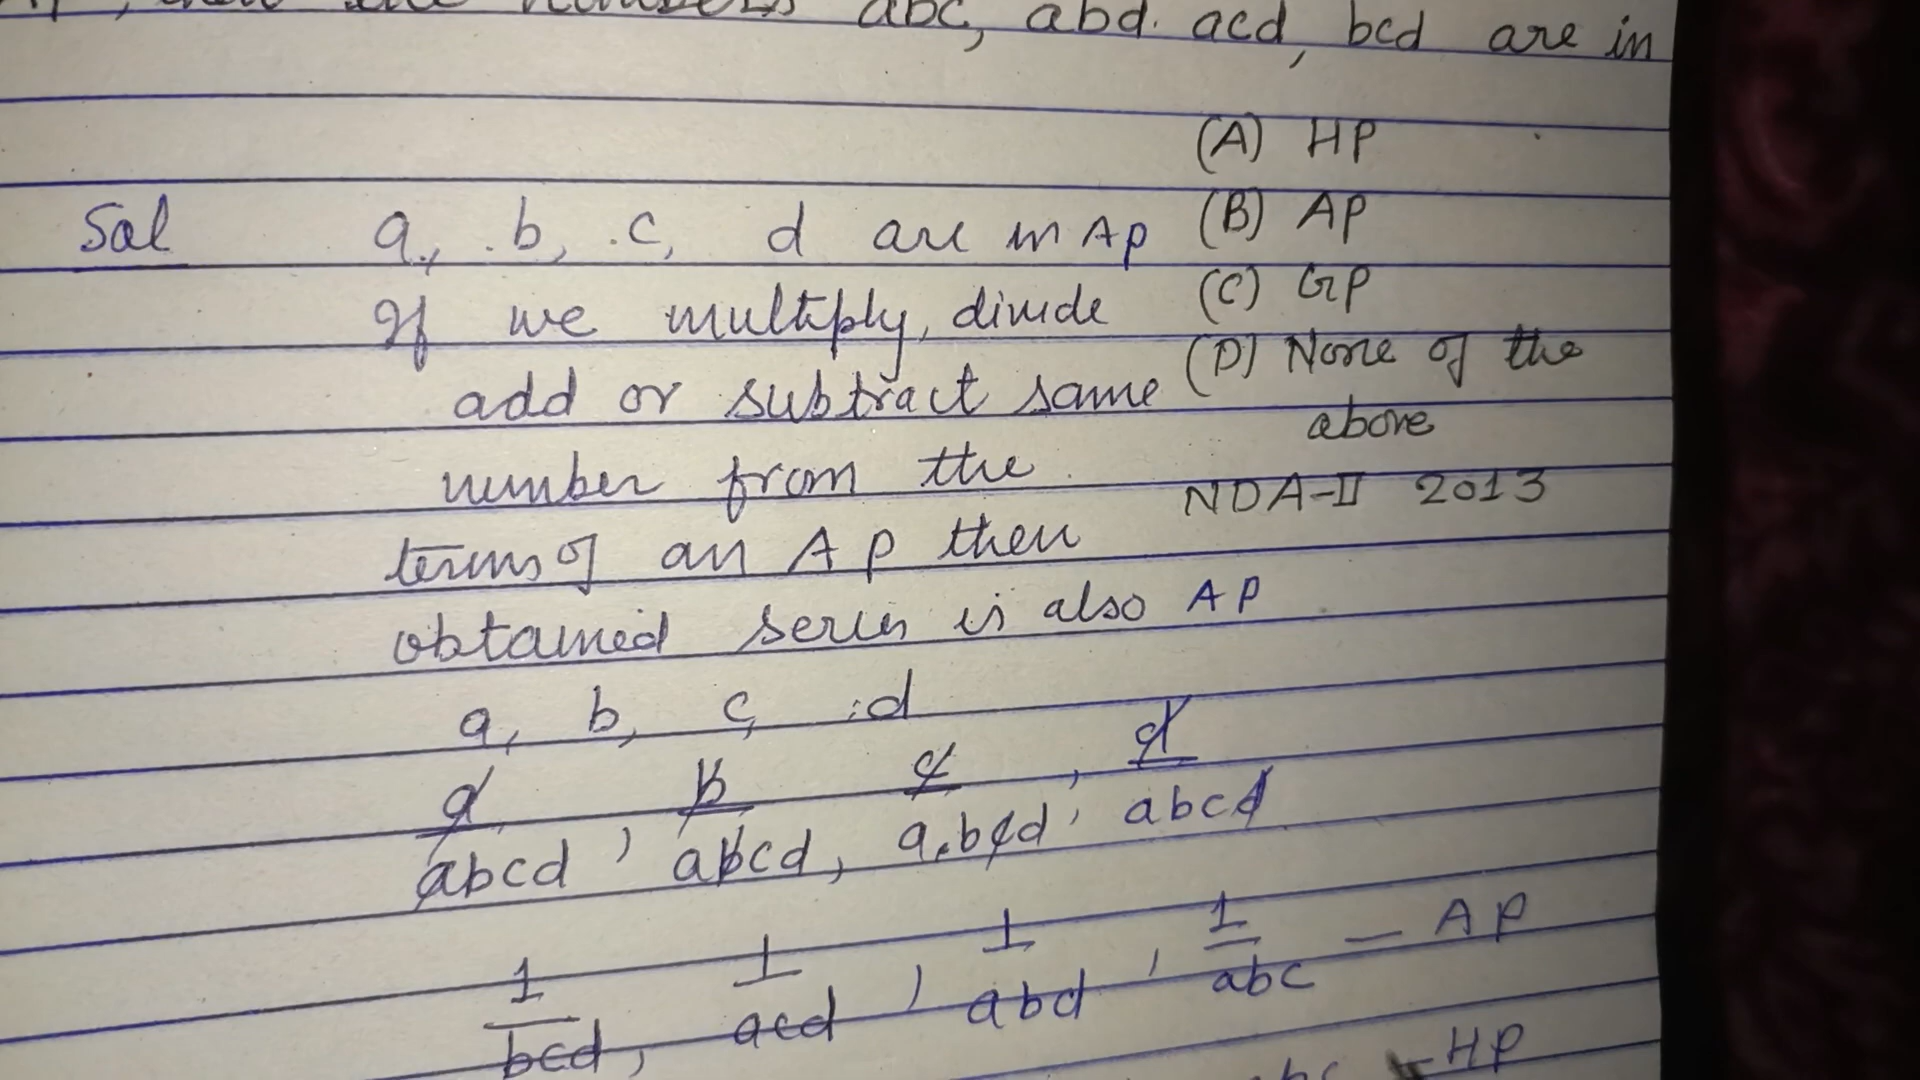 abc, abd. acd, bcd are in
(A) HP
Sol a, b, c, d are in AP (B) AP
If we multiply, divide (C) GP
add or subtract same (D) None of the
above
number from the
NDA-II 2013
terms of an AP then
obtained series is also AP
a, b, c, d
a/abcd, b/abcd, c/abcd, d/abcd
1/bcd, 1/acd, 1/abd, 1/abc - AP
HP